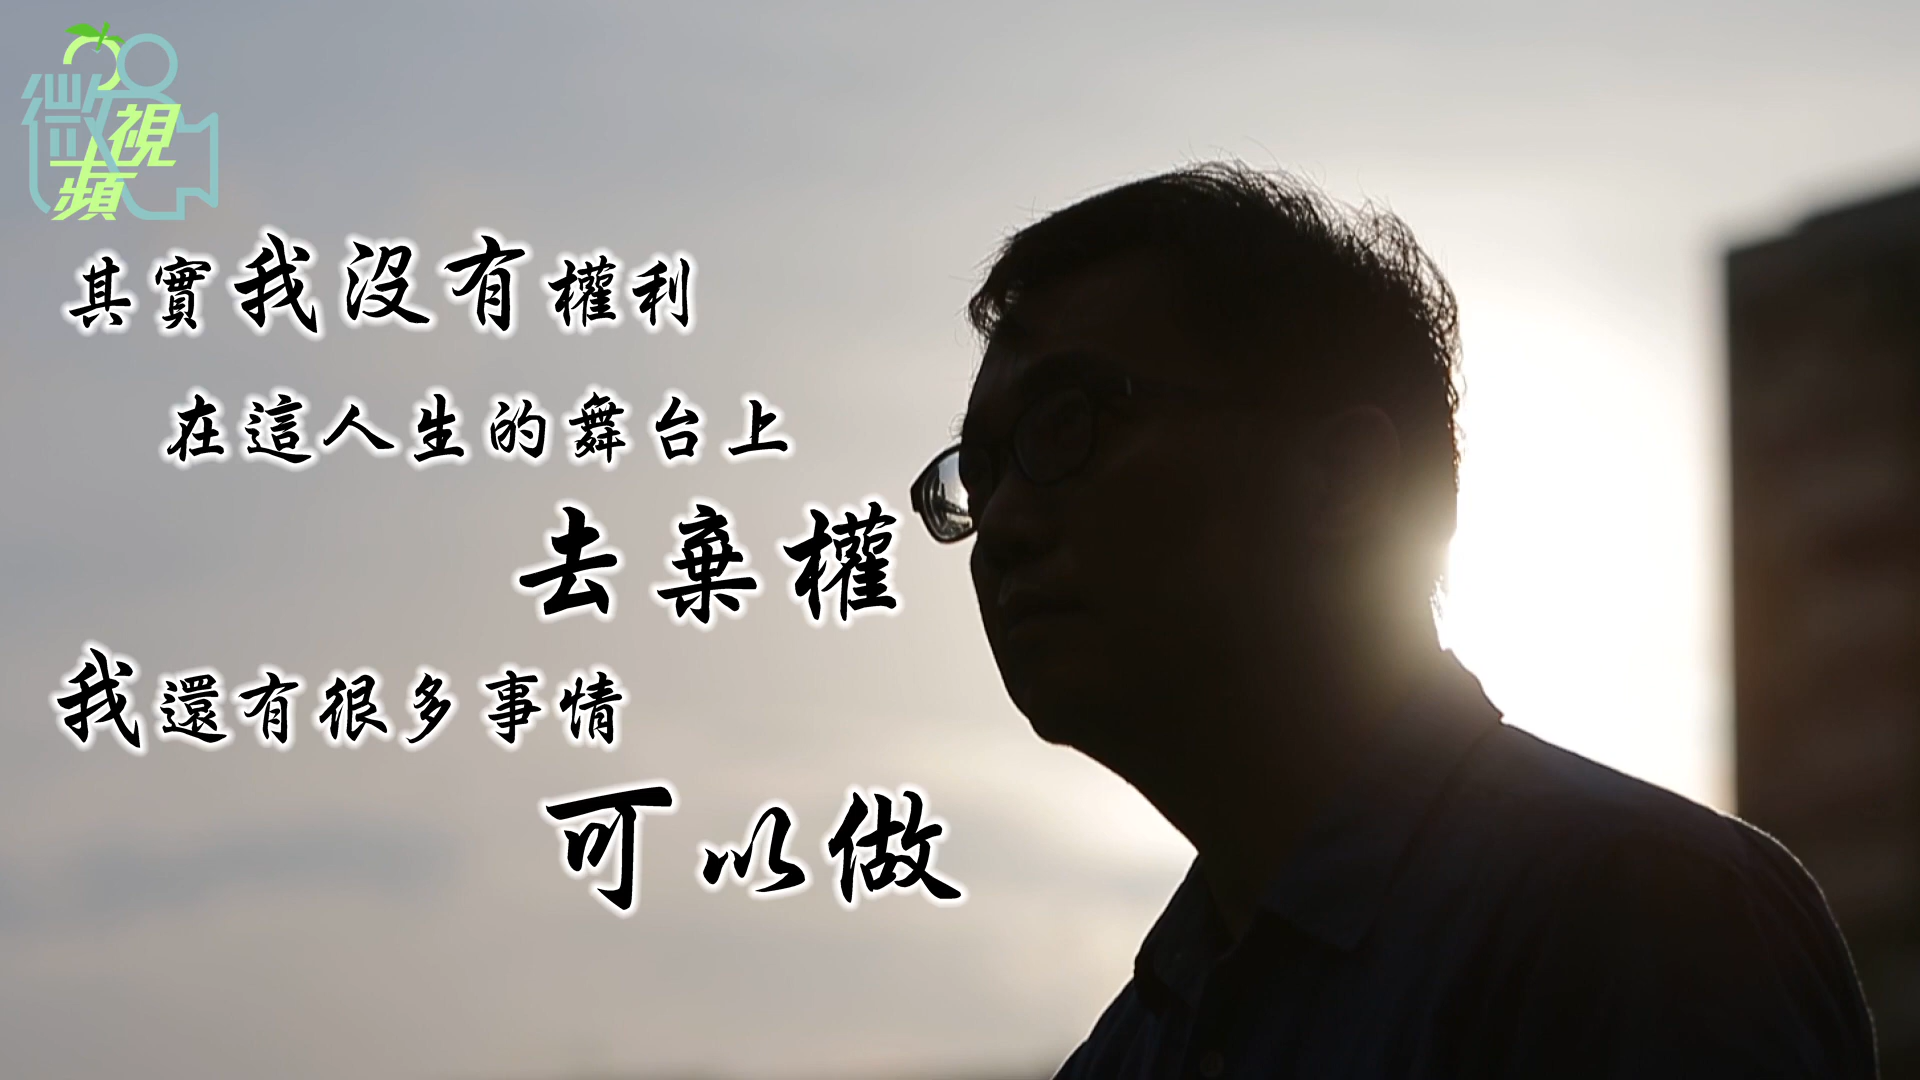 微視頻
其實我沒有權利
在這人生的舞台上
去棄權
我還有很多事情
可以做